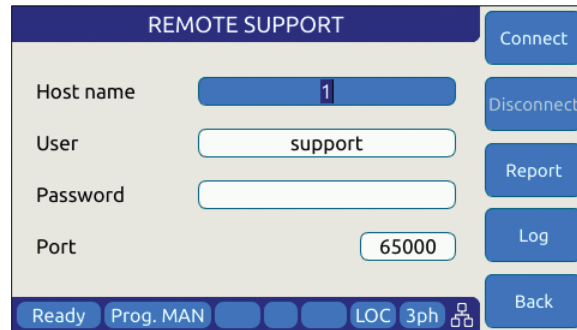 REMOTE SUPPORT
Connect
Host name 1
Disconnect
User support
Report
Password
Port 65000
Log
Back
Ready Prog. MAN LOC 3ph